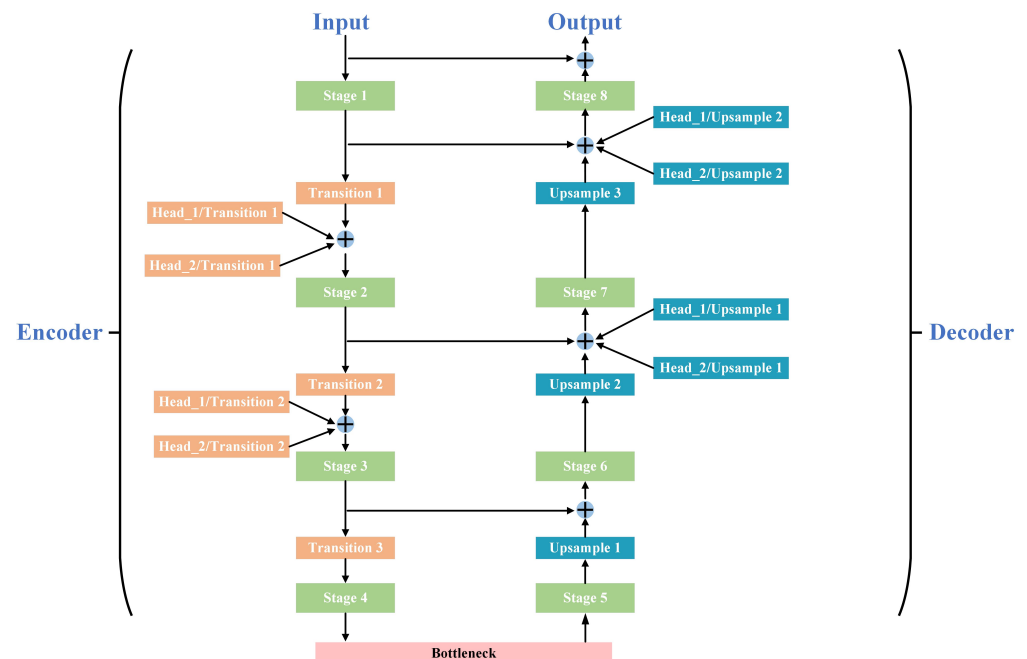 Input
Output
Stage 1
Stage 8
Head_1/Upsample 2
Head_2/Upsample 2
Transition 1
Upsample 3
Head_1/Transition 1
Head_2/Transition 1
Stage 2
Stage 7
Head_1/Upsample 1
Encoder
Decoder
Head_2/Upsample 1
Transition 2
Upsample 2
Head_1/Transition 2
Head_2/Transition 2
Stage 3
Stage 6
Transition 3
Upsample 1
Stage 4
Stage 5
Bottleneck